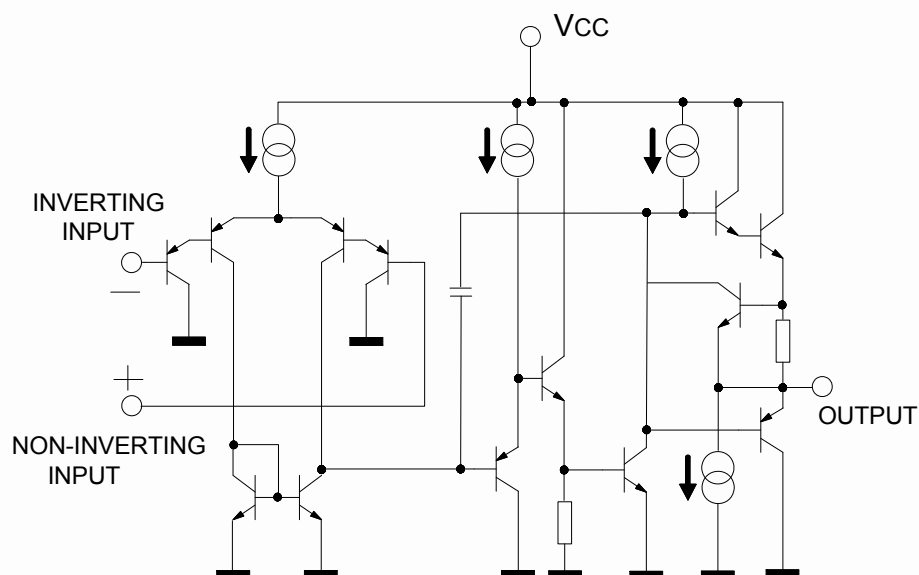 VCC
INVERTING
INPUT
—
+
NON-INVERTING
INPUT
OUTPUT